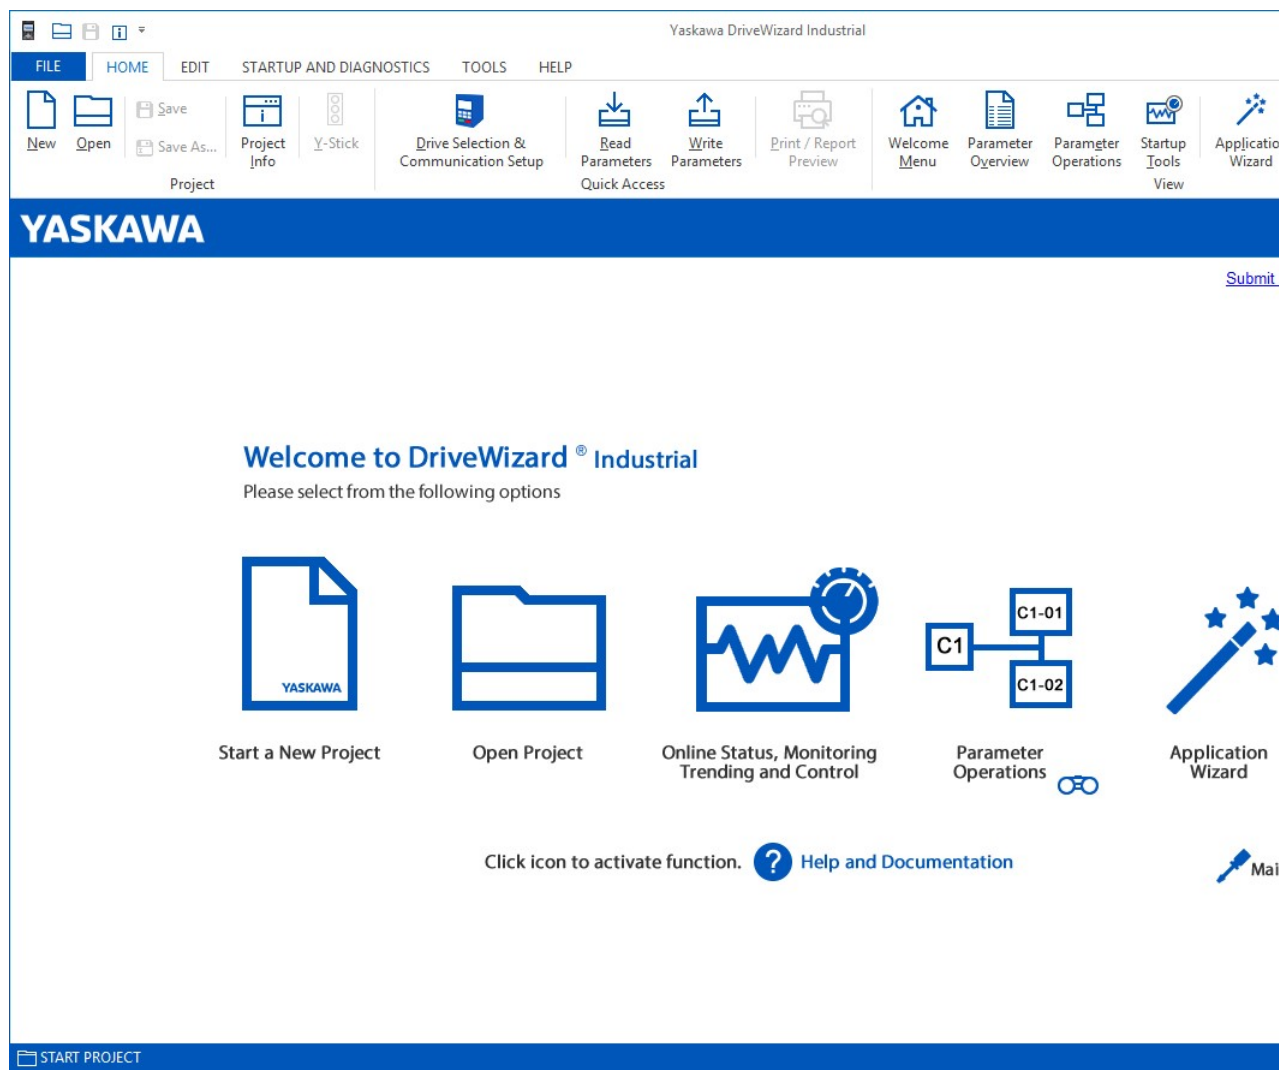 Yaskawa DriveWizard Industrial
FILE HOME EDIT STARTUP AND DIAGNOSTICS TOOLS HELP
New Open Save Save As... Project Info Y-Stick
Project
Drive Selection & Communication Setup
Read Parameters Write Parameters Print / Report Preview
Quick Access
Welcome Menu Parameter Overview Parameter Operations Startup Tools Applicatio Wizard
View
YASKAWA
Submit
Welcome to DriveWizard ® Industrial
Please select from the following options
YASKAWA
C1
C1-01
C1-02
Start a New Project
Open Project
Online Status, Monitoring
Trending and Control
Parameter
Operations
Application
Wizard
Click icon to activate function. ? Help and Documentation
Mai
START PROJECT